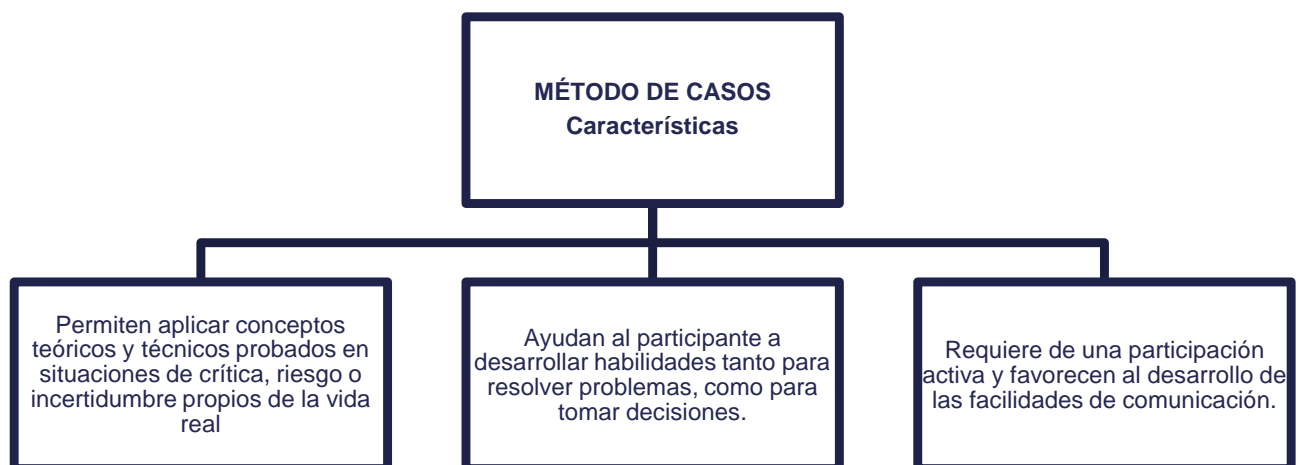 MÉTODO DE CASOS
Características
Permiten aplicar conceptos
teóricos y técnicos probados en
situaciones de crítica, riesgo o
incertidumbre propios de la vida
real
Ayudan al participante a
desarrollar habilidades tanto para
resolver problemas, como para
tomar decisiones.
Requiere de una participación
activa y favorecen al desarrollo de
las facilidades de comunicación.